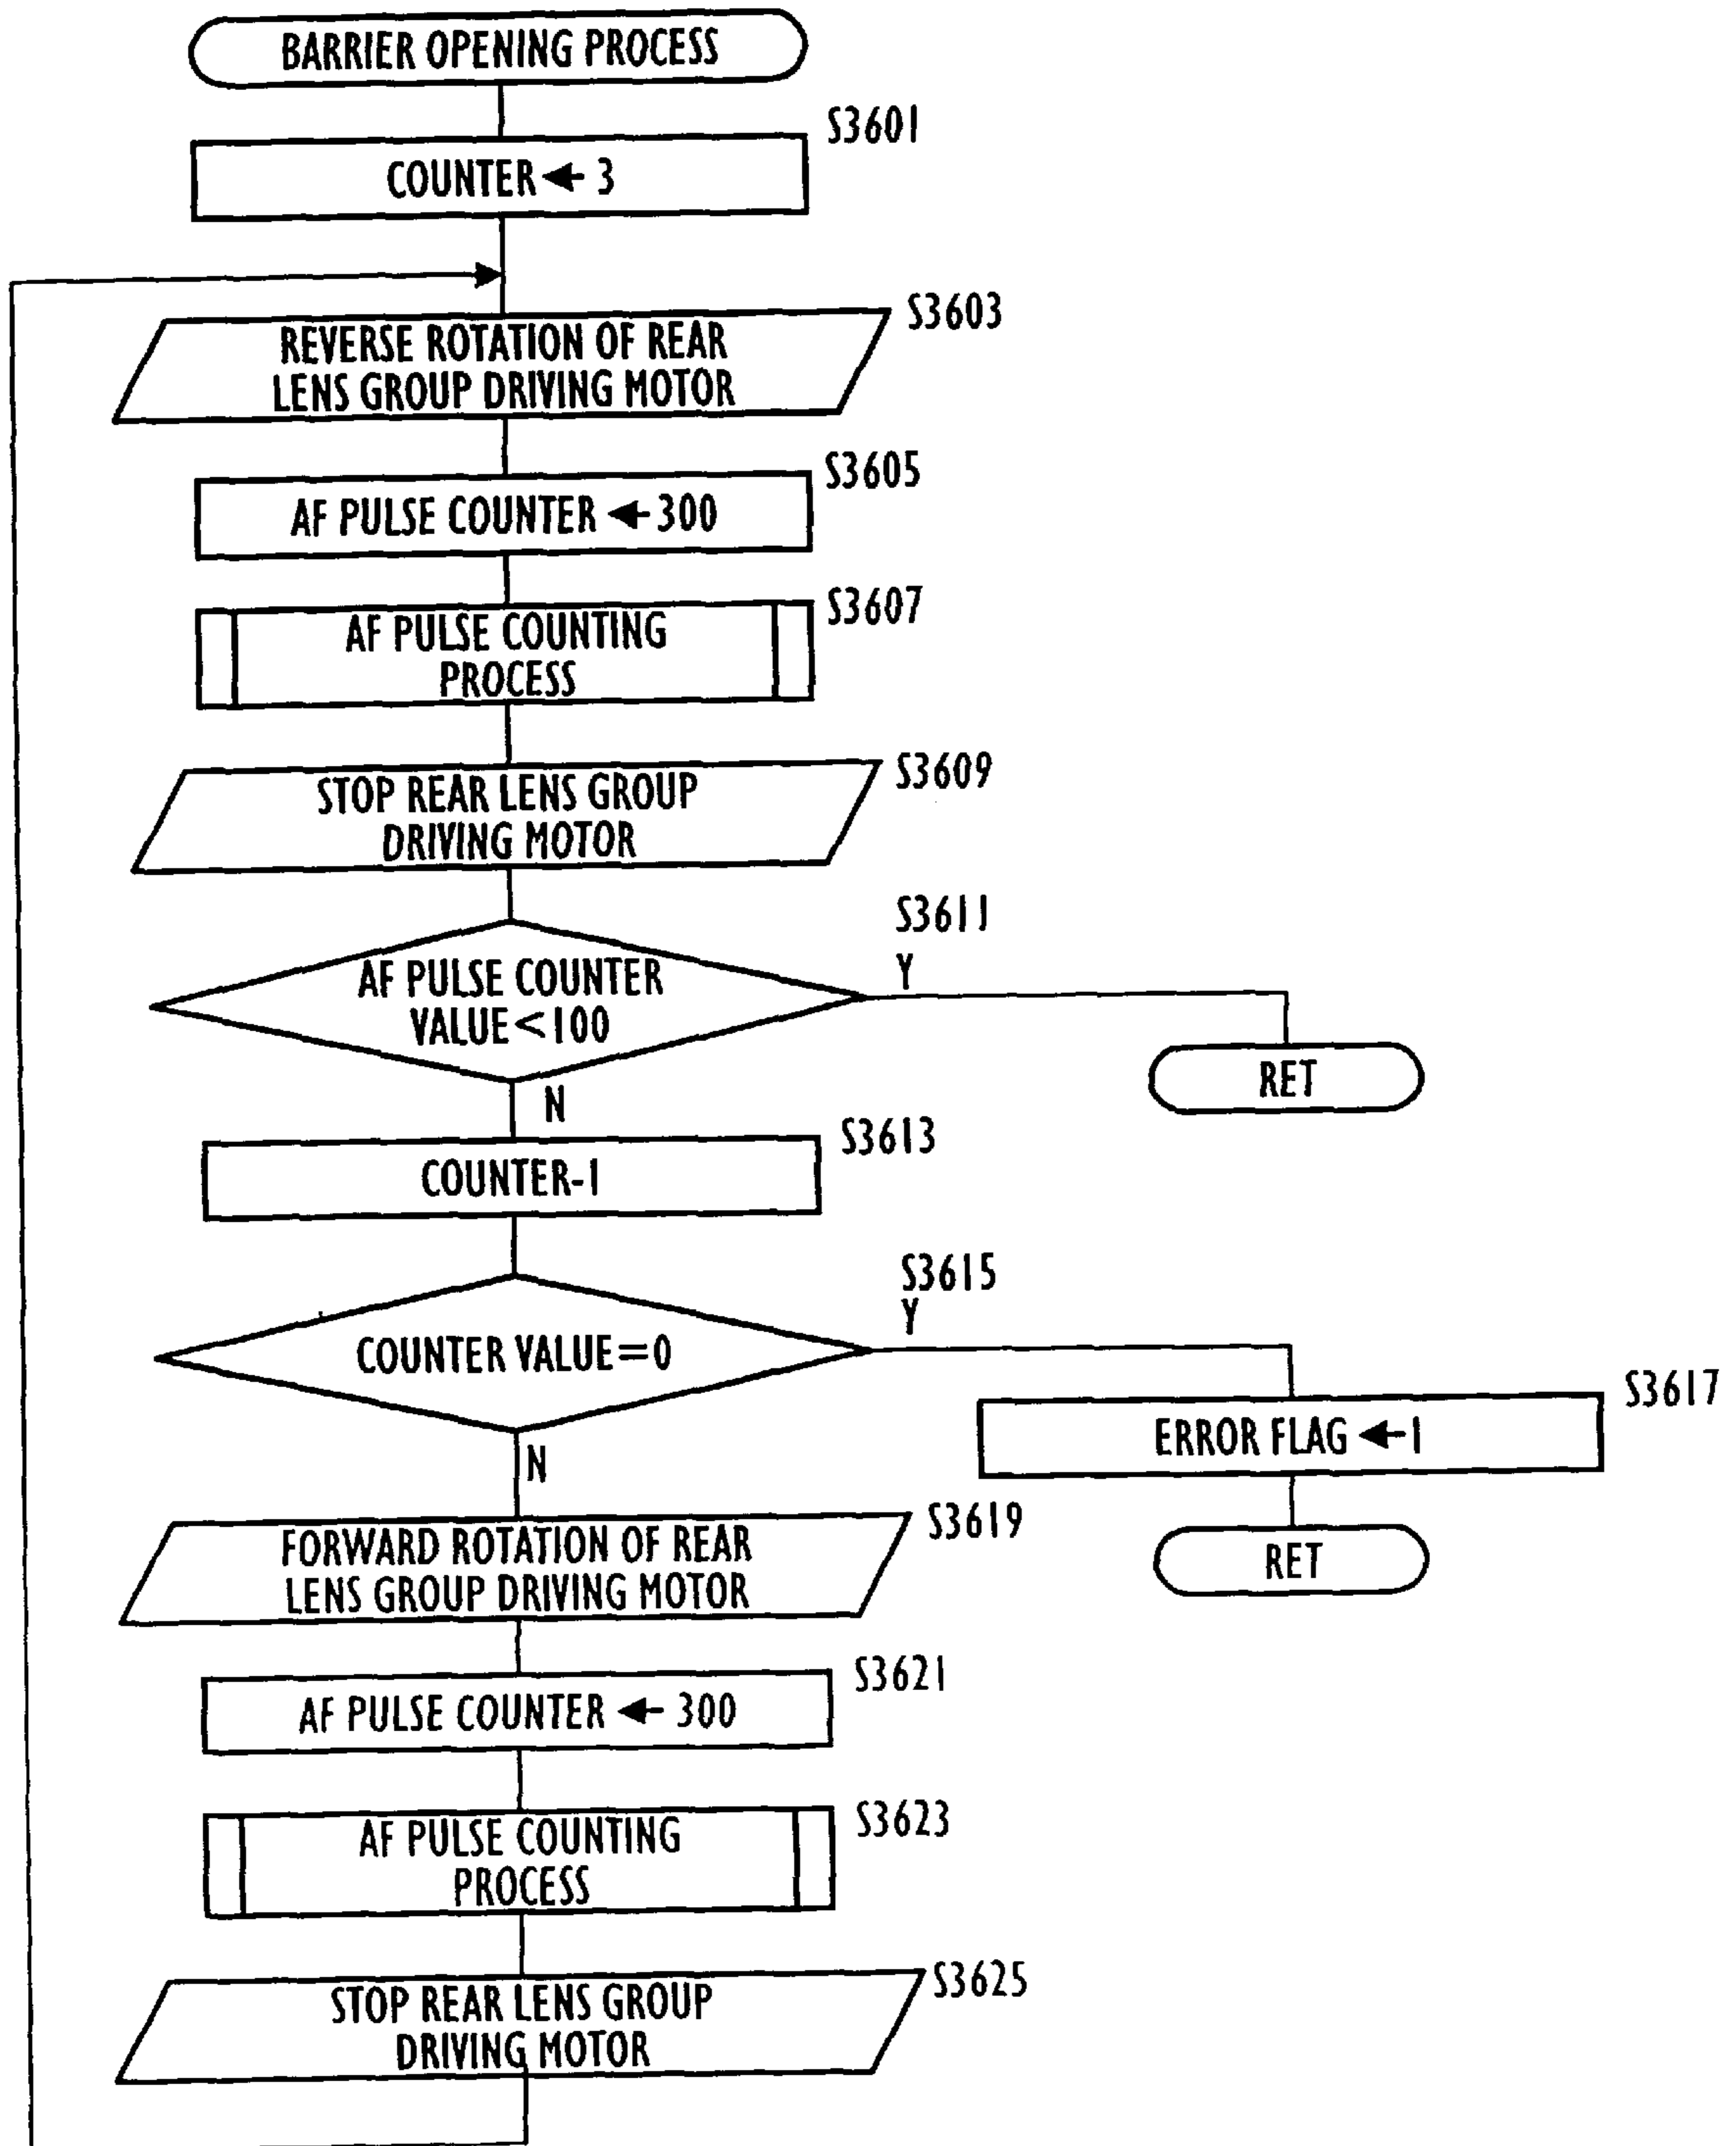 BARRIER OPENING PROCESS
S3601
COUNTER ← 3
S3603
REVERSE ROTATION OF REAR
LENS GROUP DRIVING MOTOR
S3605
AF PULSE COUNTER ← 300
S3607
AF PULSE COUNTING
PROCESS
S3609
STOP REAR LENS GROUP
DRIVING MOTOR
S3611
Y
AF PULSE COUNTER
VALUE<100
RET
N
S3613
COUNTER-1
S3615
Y
COUNTER VALUE=0
S3617
ERROR FLAG ← 1
N
RET
S3619
FORWARD ROTATION OF REAR
LENS GROUP DRIVING MOTOR
S3621
AF PULSE COUNTER ← 300
S3623
AF PULSE COUNTING
PROCESS
S3625
STOP REAR LENS GROUP
DRIVING MOTOR